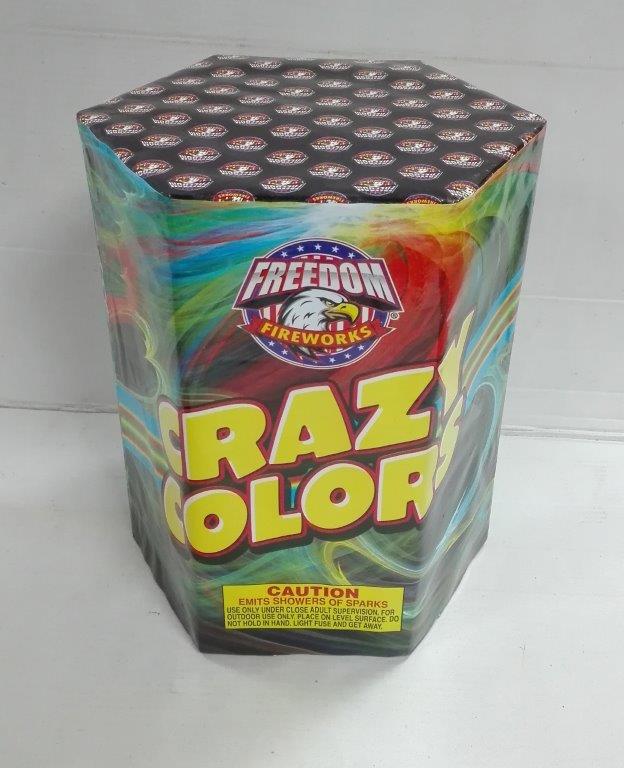 FREEDOM
FIREWORKS
®
CRAZY
COLORS
CAUTION
EMITS SHOWERS OF SPARKS
USE ONLY UNDER CLOSE ADULT SUPERVISION. FOR
OUTDOOR USE ONLY. PLACE ON LEVEL SURFACE. DO
NOT HOLD IN HAND. LIGHT FUSE AND GET AWAY.